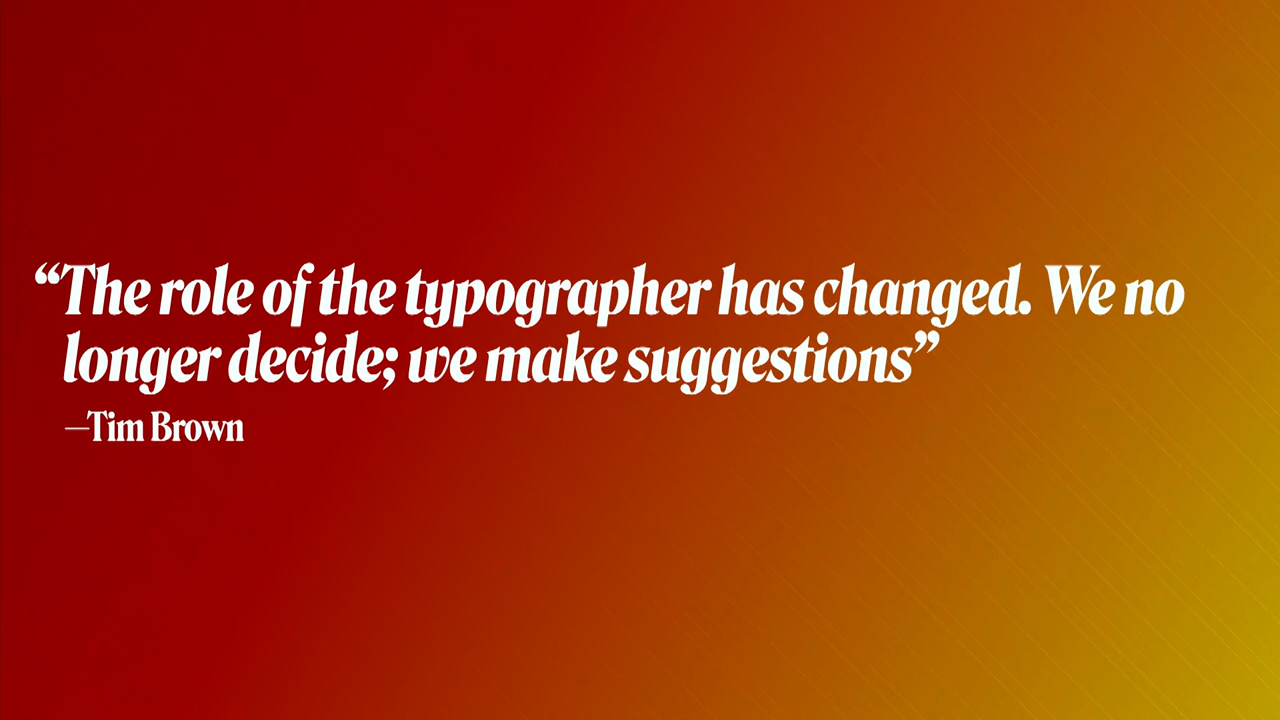 “The role of the typographer has changed. We no
longer decide; we make suggestions”
—Tim Brown